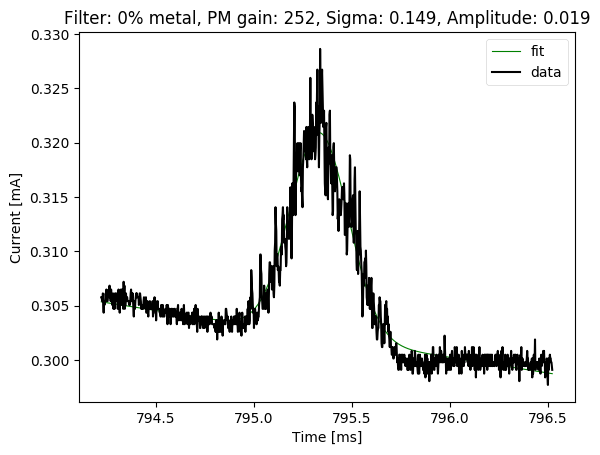 Filter: 0% metal, PM gain: 252, Sigma: 0.149, Amplitude: 0.019
0.330
0.325
0.320
0.315
0.310
0.305
0.300
Current [mA]
fit
data
794.5
795.0
795.5
796.0
796.5
Time [ms]